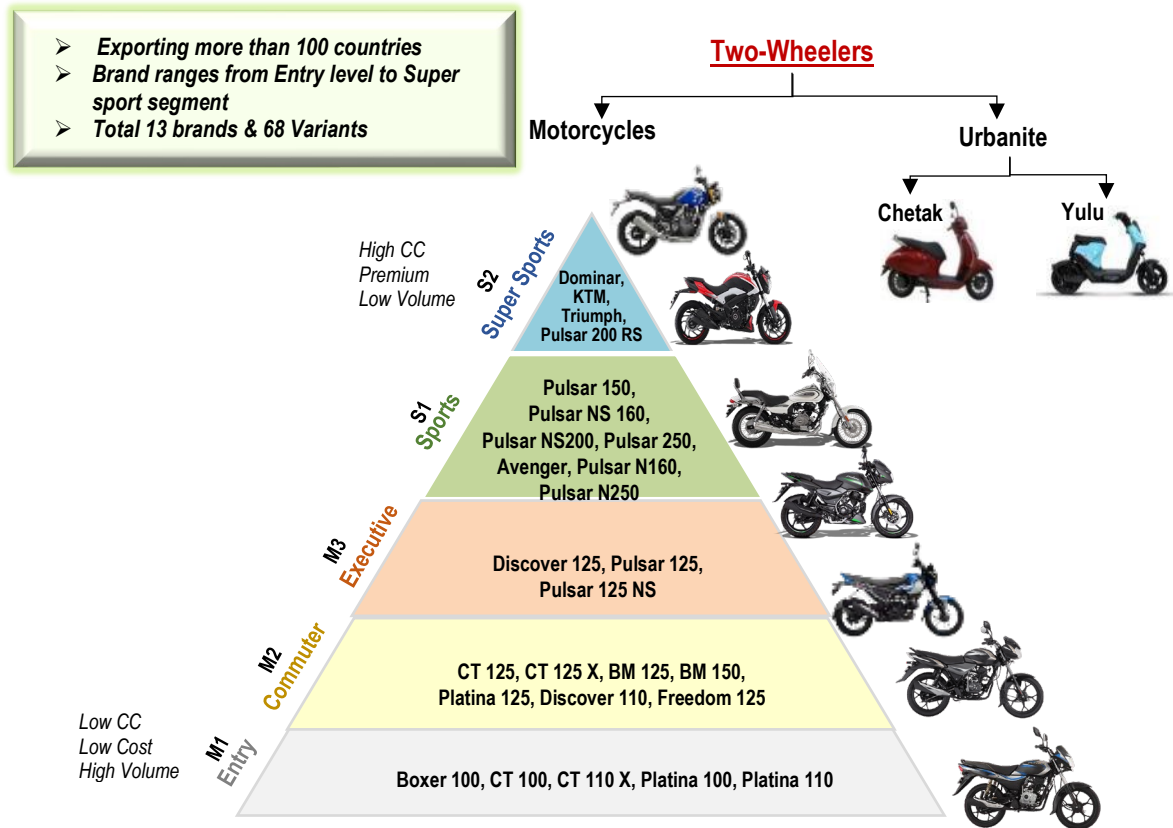 ➢ Exporting more than 100 countries
➢ Brand ranges from Entry level to Super
sport segment
➢ Total 13 brands & 68 Variants
Two-Wheelers
Motorcycles
Urbanite
Chetak
Yulu
High CC
Premium
Low Volume
S2
Super Sports
Dominar,
KTM,
Triumph,
Pulsar 200 RS
S1
Sports
Pulsar 150,
Pulsar NS 160,
Pulsar NS200, Pulsar 250,
Avenger, Pulsar N160,
Pulsar N250
M3
Executive
Discover 125, Pulsar 125,
Pulsar 125 NS
M2
Commuter
CT 125, CT 125 X, BM 125, BM 150,
Platina 125, Discover 110, Freedom 125
Low CC
Low Cost
High Volume
M1
Entry
Boxer 100, CT 100, CT 110 X, Platina 100, Platina 110